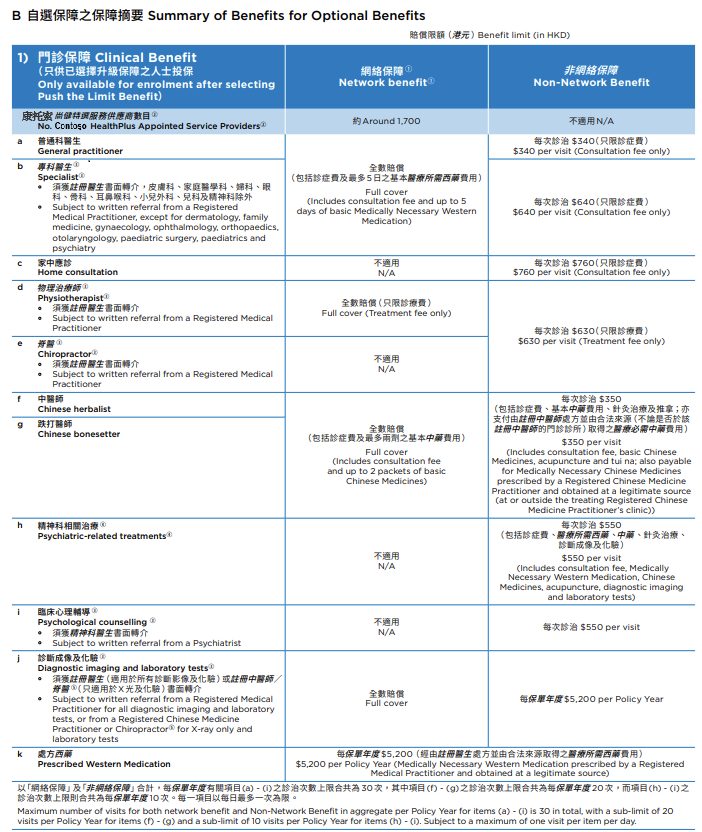 B 自選保障之保障摘要 Summary of Benefits for Optional Benefits
賠償限額（港元）Benefit limit (in HKD)
1) 門診保障 Clinical Benefit
（只供已選擇升級保障之人士投保
Only available for enrolment after selecting
Push the Limit Benefit)
網絡保障①
Network benefit①
非網絡保障
Non-Network Benefit
康托索 尚健特選服務供應商數目②
No. Contoso HealthPlus Appointed Service Providers②
約 Around 1,700
不適用 N/A
a 普通科醫生
General practitioner
全數賠償
（包括診症費及最多5日之基本醫療所需西藥費用）
Full cover
(Includes consultation fee and up to 5
days of basic Medically Necessary Western
Medication)
每次診治 $340（只限診症費）
$340 per visit (Consultation fee only)
b 專科醫生③
Specialist③
須獲註冊醫生書面轉介，皮膚科、家庭醫學科、婦科、眼
科、骨科、耳鼻喉科、小兒外科、兒科及精神科除外
Subject to written referral from a Registered
Medical Practitioner, except for dermatology, family
medicine, gynaecology, ophthalmology, orthopaedics,
otolaryngology, paediatric surgery, paediatrics and
psychiatry
每次診治 $640（只限診症費）
$640 per visit (Consultation fee only)
c 家中應診
Home consultation
不適用
N/A
每次診治 $760（只限診症費）
$760 per visit (Consultation fee only)
d 物理治療師③
Physiotherapist③
須獲註冊醫生書面轉介
Subject to written referral from a Registered Medical
Practitioner
全數賠償（只限診療費）
Full cover (Treatment fee only)
每次診治 $630（只限診療費）
$630 per visit (Treatment fee only)
e 脊醫③
Chiropractor③
須獲註冊醫生書面轉介
Subject to written referral from a Registered Medical
Practitioner
不適用
N/A
f 中醫師
Chinese herbalist
g 跌打醫師
Chinese bonesetter
全數賠償
（包括診症費及最多兩劑之基本中藥費用）
Full cover
(Includes consultation fee
and up to 2 packets of basic
Chinese Medicines)
每次診治 $350
（包括診症費、基本中藥費用、針灸治療及推拿；亦
支付由註冊中醫師處方並由合法來源（不論是否於該
註冊中醫師的門診診所）取得之醫療必需中藥費用）
$350 per visit
(Includes consultation fee, basic Chinese
Medicines, acupuncture and tui na; also payable
for Medically Necessary Chinese Medicines
prescribed by a Registered Chinese Medicine
Practitioner and obtained at a legitimate source
(at or outside the treating Registered Chinese
Medicine Practitioner's clinic))
h 精神科相關治療④
Psychiatric-related treatments④
不適用
N/A
每次診治 $550
（包括診症費、醫療所需西藥、中藥、針灸治療、
診斷成像及化驗）
$550 per visit
(Includes consultation fee, Medically
Necessary Western Medication, Chinese
Medicines, acupuncture, diagnostic imaging
and laboratory tests)
i 臨床心理輔導③
Psychological counselling③
須獲精神科醫生書面轉介
Subject to written referral from a Psychiatrist
不適用
N/A
每次診治 $550 per visit
j 診斷成像及化驗③
Diagnostic imaging and laboratory tests③
須獲註冊醫生（適用於所有診斷影像及化驗）或註冊中醫師／
脊醫⑤（只適用於X光及化驗）書面轉介
Subject to written referral from a Registered Medical
Practitioner for all diagnostic imaging and laboratory
tests, or from a Registered Chinese Medicine
Practitioner or Chiropractor⑤ for X-ray only and
laboratory tests
全數賠償
Full cover
每保單年度 $5,200 per Policy Year
k 處方西藥
Prescribed Western Medication
每保單年度 $5,200（經由註冊醫生處方並由合法來源取得之醫療所需西藥費用）
$5,200 per Policy Year (Medically Necessary Western Medication prescribed by a Registered
Medical Practitioner and obtained at a legitimate source)
以「網絡保障」及「非網絡保障」合計，每保單年度有關項目(a) - (i)之診治次數上限合共為30次，其中項目(f) - (g)之診治次數上限合共為每保單年度20次，而項目(h) - (i)之
診治次數上限則合共為每保單年度10次。每一項目以每日最多一次為限。
Maximum number of visits for both network benefit and Non-Network Benefit in aggregate per Policy Year for items (a) - (i) is 30 in total, with a sub-limit of 20
visits per Policy Year for items (f) - (g) and a sub-limit of 10 visits per Policy Year for items (h) - (i). Subject to a maximum of one visit per item per day.